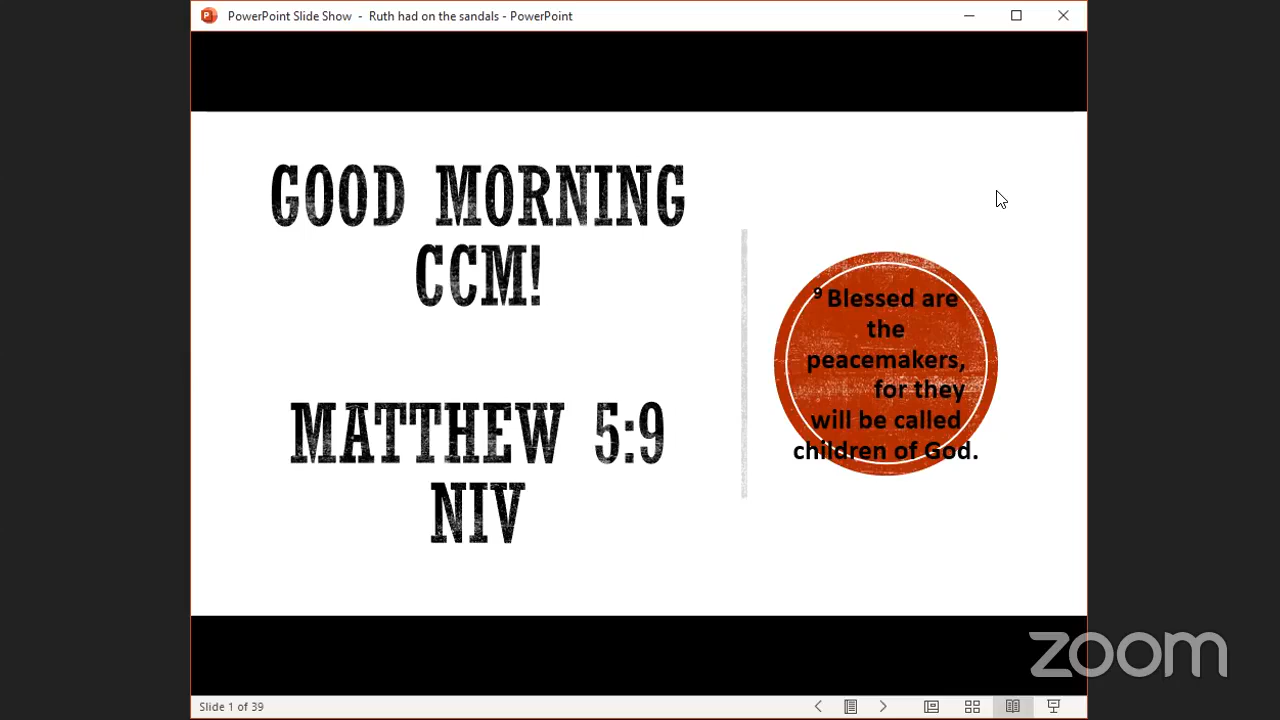 PowerPoint Slide Show - Ruth had on the sandals - PowerPoint
GOOD MORNING
CCM!
MATTHEW 5:9
NIV
9 Blessed are
the
peacemakers,
for they
will be called
children of God.
zoom
Slide 1 of 39